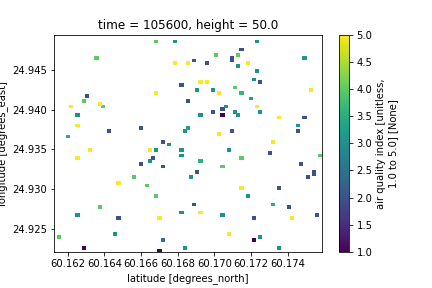 time = 105600, height = 50.0
24.945
24.940
24.935
24.930
24.925
longitude [degrees_east]
60.162 60.164 60.166 60.168 60.170 60.172 60.174
latitude [degrees_north]
5.0
4.5
4.0
3.5
3.0
2.5
2.0
1.5
1.0
air quality index [unitless,
1.0 to 5.0] [None]